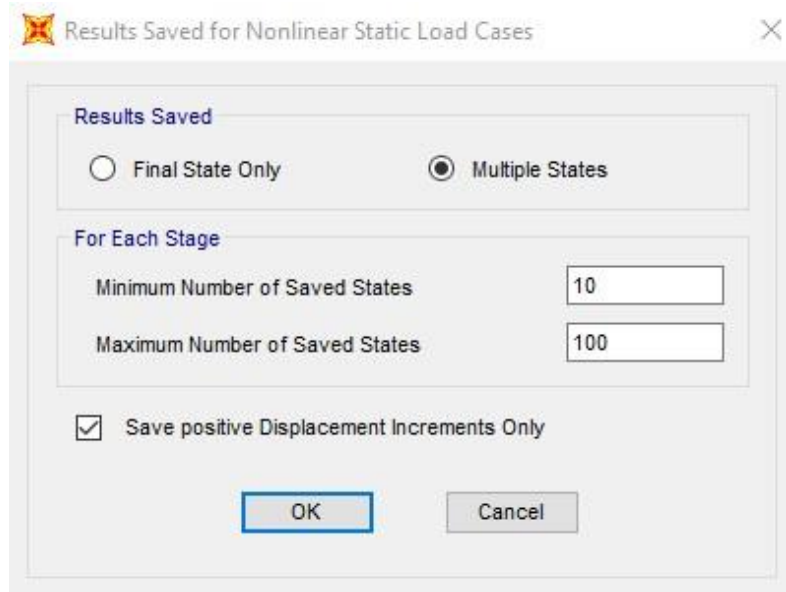 Results Saved for Nonlinear Static Load Cases
Results Saved
Final State Only
Multiple States
For Each Stage
Minimum Number of Saved States
10
Maximum Number of Saved States
100
Save positive Displacement Increments Only
OK
Cancel